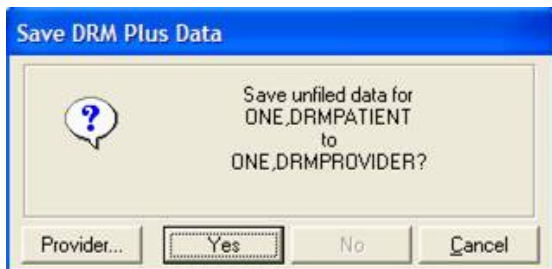 Save DRM Plus Data
Save unfiled data for
ONE,DRMPATIENT
to
ONE,DRMPROVIDER?
Provider... Yes No Cancel